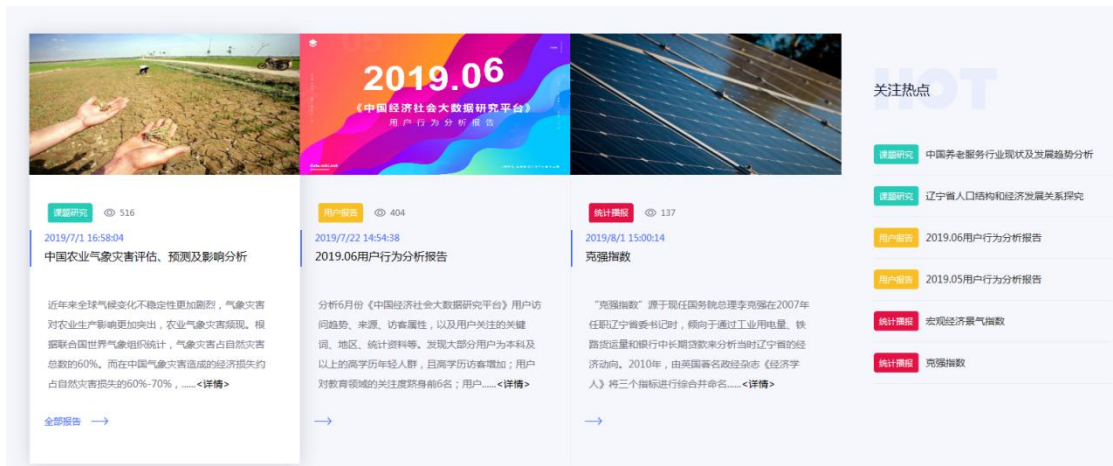 2019.06
《中国经济社会大数据研究平台》
用户行为分析报告
课题研究 516
2019/7/1 16:58:04
中国农业气象灾害评估、预测及影响分析
近年来全球气候变化不稳定性更加剧烈，气象灾害
对农业生产影响更加突出，农业气象灾害频现。根
据联合国世界气象组织统计，气象灾害占自然灾害
总数的60%。而在中国气象灾害造成的经济损失约
占自然灾害损失的60%-70%，......<详情>
全部报告
用户报告 404
2019/7/22 14:54:38
2019.06用户行为分析报告
分析6月份《中国经济社会大数据研究平台》用户访
问趋势、来源、访客属性，以及用户关注的关键
词、地区、统计资料等。发现大部分用户为本科及
以上的高学历年轻人群，且高学历访客增加；用户
对教育领域的关注度跻身前6名；用户......<详情>
统计播报 137
2019/8/1 15:00:14
克强指数
“克强指数”源于现任国务院总理李克强在2007年
任职辽宁省委书记时，倾向于通过工业用电量、铁
路货运量和银行中长期贷款来分析当时辽宁省的经
济动向。2010年，由英国著名政经杂志《经济学
人》将三个指标进行综合并命名......<详情>
HOT
关注热点
课题研究 中国养老服务行业现状及发展趋势分析
课题研究 辽宁省人口结构和经济发展关系探究
用户报告 2019.06用户行为分析报告
用户报告 2019.05用户行为分析报告
统计播报 宏观经济景气指数
统计播报 克强指数